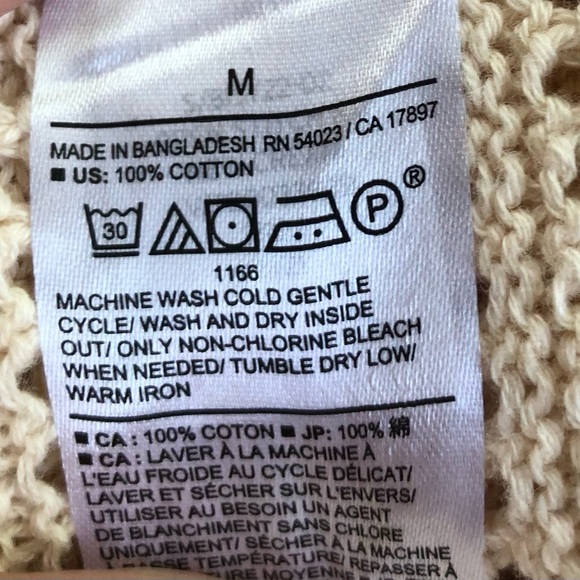 M
MADE IN BANGLADESH RN 54023 / CA 17897
■ US: 100% COTTON
30 P ®
1166
MACHINE WASH COLD GENTLE
CYCLE/ WASH AND DRY INSIDE
OUT/ ONLY NON-CHLORINE BLEACH
WHEN NEEDED/ TUMBLE DRY LOW/
WARM IRON
■ CA : 100% COTON ■ JP: 100% 綿
■ CA : LAVER À LA MACHINE À
L'EAU FROIDE AU CYCLE DÉLICAT/
LAVER ET SÉCHER SUR L'ENVERS/
UTILISER AU BESOIN UN AGENT
DE BLANCHIMENT SANS CHLORE
UNIQUEMENT/ SÉCHER À LA MACHINE
À BASSE TEMPÉRATURE/ REPASSER À
MOYENNE